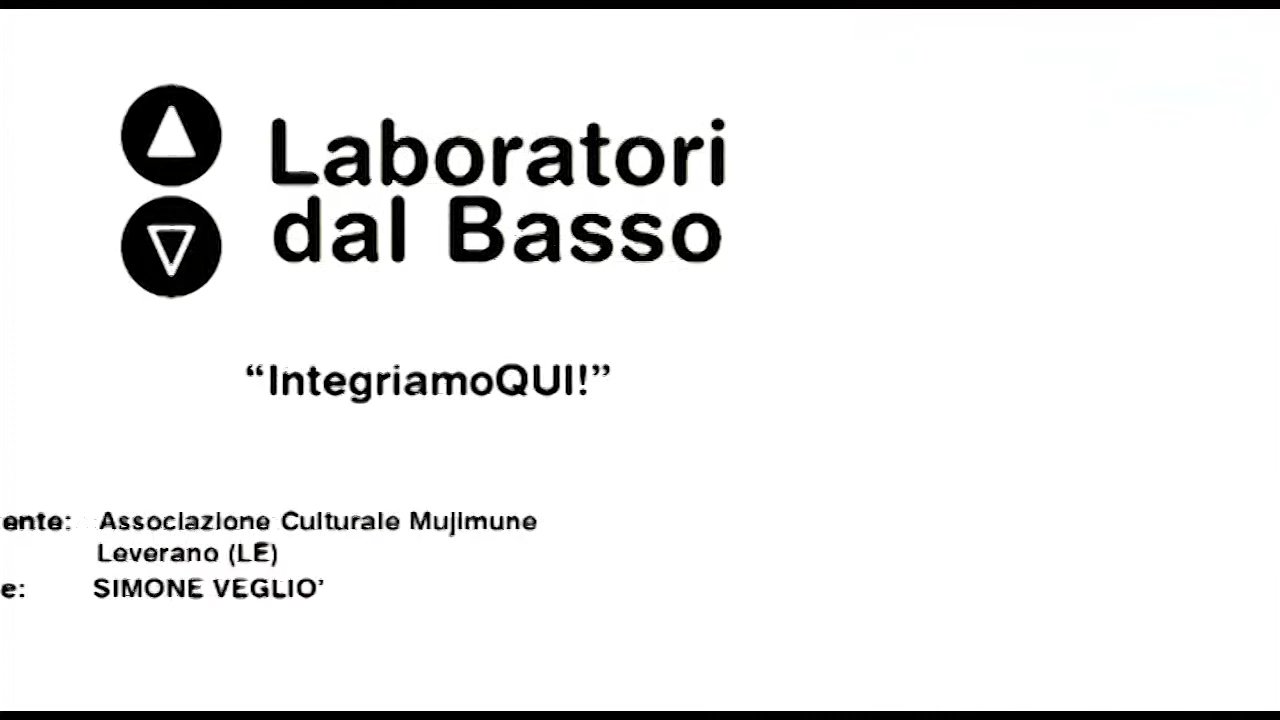 Laboratori
dal Basso
“IntegriamoQUI!”
ente: Associazione Culturale Mujimune
Leverano (LE)
e: SIMONE VEGLIO’